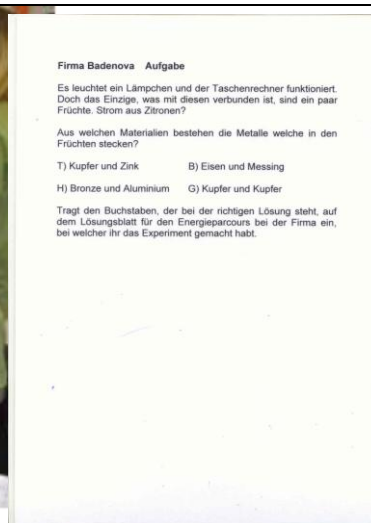 Firma Badenova Aufgabe
Es leuchtet ein Lämpchen und der Taschenrechner funktioniert.
Doch das Einzige, was mit diesen verbunden ist, sind ein paar
Früchte. Strom aus Zitronen?
Aus welchen Materialien bestehen die Metalle welche in den
Früchten stecken?
T) Kupfer und Zink B) Eisen und Messing
H) Bronze und Aluminium G) Kupfer und Kupfer
Tragt den Buchstaben, der bei der richtigen Lösung steht, auf
dem Lösungsblatt für den Energieparcours bei der Firma ein,
bei welcher ihr das Experiment gemacht habt.